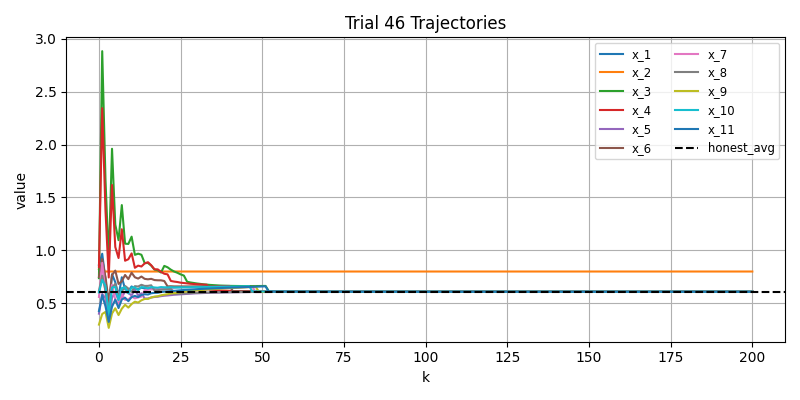 Trial 46 Trajectories
value
3.0
2.5
2.0
1.5
1.0
0.5
x_1
x_2
x_3
x_4
x_5
x_6
x_7
x_8
x_9
x_10
x_11
honest_avg
0
25
50
75
100
125
150
175
200
k